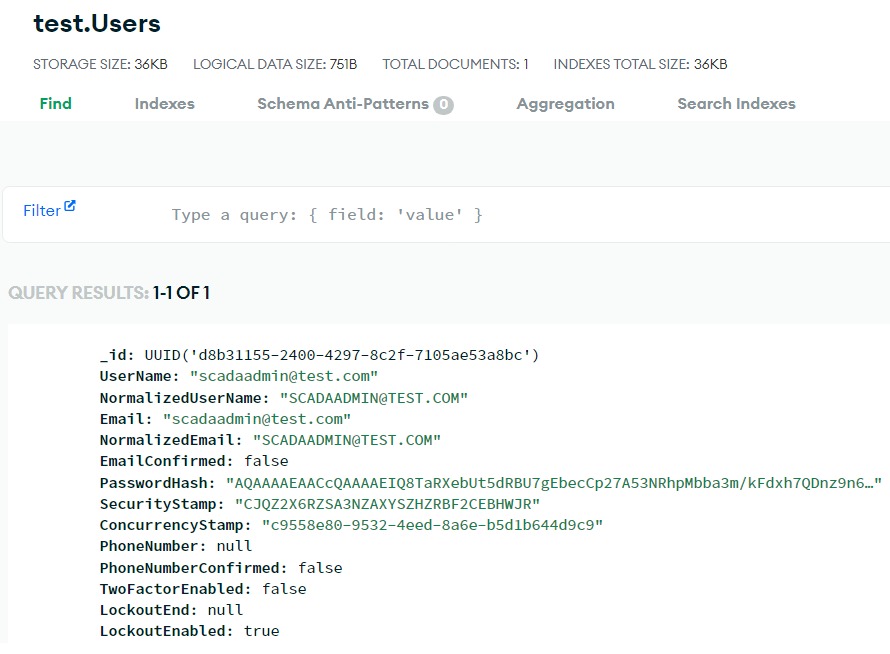 test.Users
STORAGE SIZE: 36KB LOGICAL DATA SIZE: 751B TOTAL DOCUMENTS: 1 INDEXES TOTAL SIZE: 36KB
Find Indexes Schema Anti-Patterns 0 Aggregation Search Indexes
Filter Type a query: { field: 'value' }
QUERY RESULTS: 1-1 OF 1
_id: UUID('d8b31155-2400-4297-8c2f-7105ae53a8bc')
UserName: "scadaadmin@test.com"
NormalizedUserName: "SCADAADMIN@TEST.COM"
Email: "scadaadmin@test.com"
NormalizedEmail: "SCADAADMIN@TEST.COM"
EmailConfirmed: false
PasswordHash: "AQAAAAEAACcQAAAAEIQ8TaRXebUt5dRBU7gEbecCp27A53NRhpMbba3m/kFdxh7QDnz9n6…"
SecurityStamp: "CJQZ2X6RZSA3NZAXYSZHZRBF2CEBHWJR"
ConcurrencyStamp: "c9558e80-9532-4eed-8a6e-b5d1b644d9c9"
PhoneNumber: null
PhoneNumberConfirmed: false
TwoFactorEnabled: false
LockoutEnd: null
LockoutEnabled: true